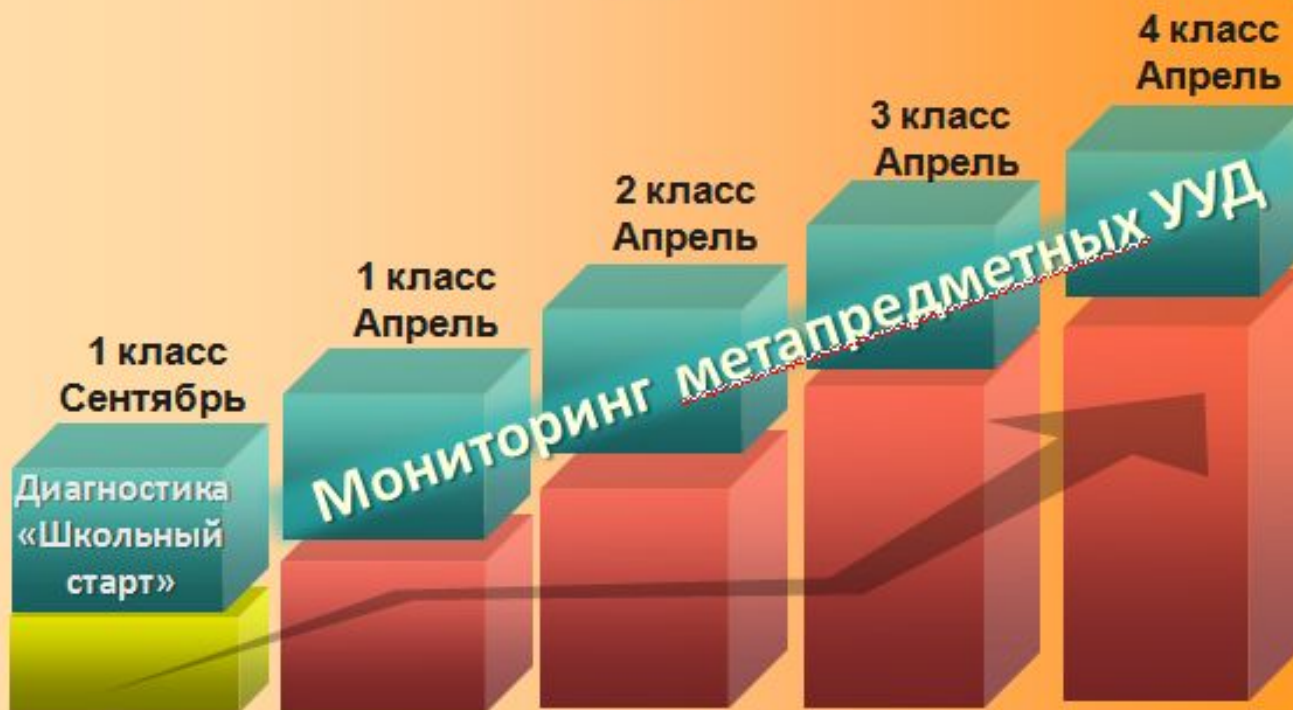 1 класс
Сентябрь
Диагностика
«Школьный
старт»
1 класс
Апрель
2 класс
Апрель
3 класс
Апрель
4 класс
Апрель
Мониторинг метапредметных УУД